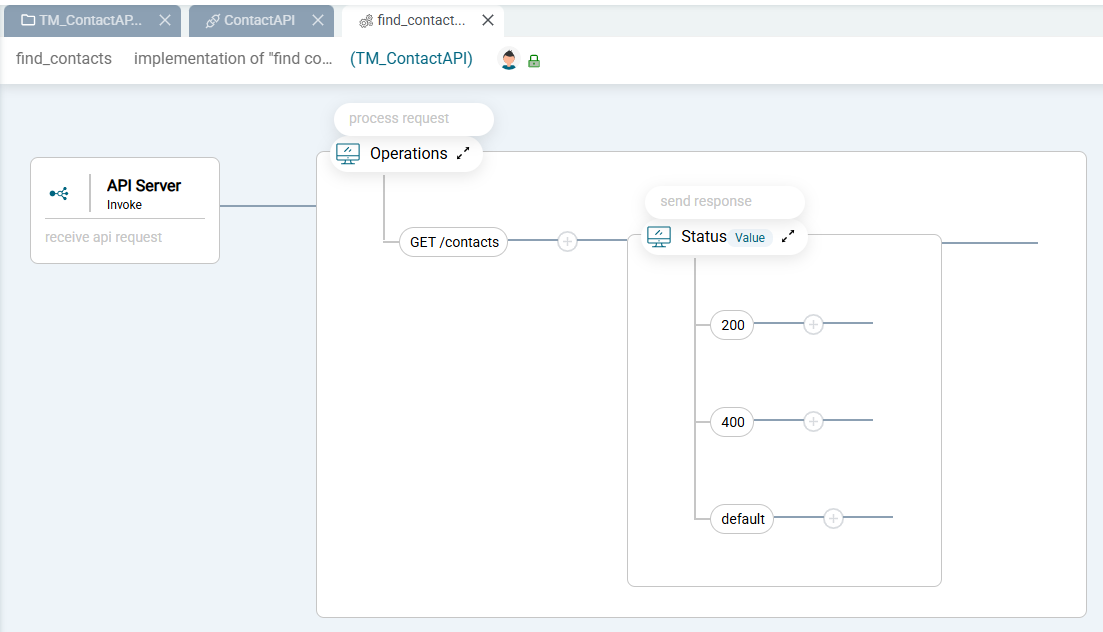 TM_ContactAP...
ContactAPI
find_contact...
find_contacts implementation of "find co... (TM_ContactAPI)
process request
Operations
API Server
Invoke
receive api request
GET /contacts
send response
Status Value
200
400
default